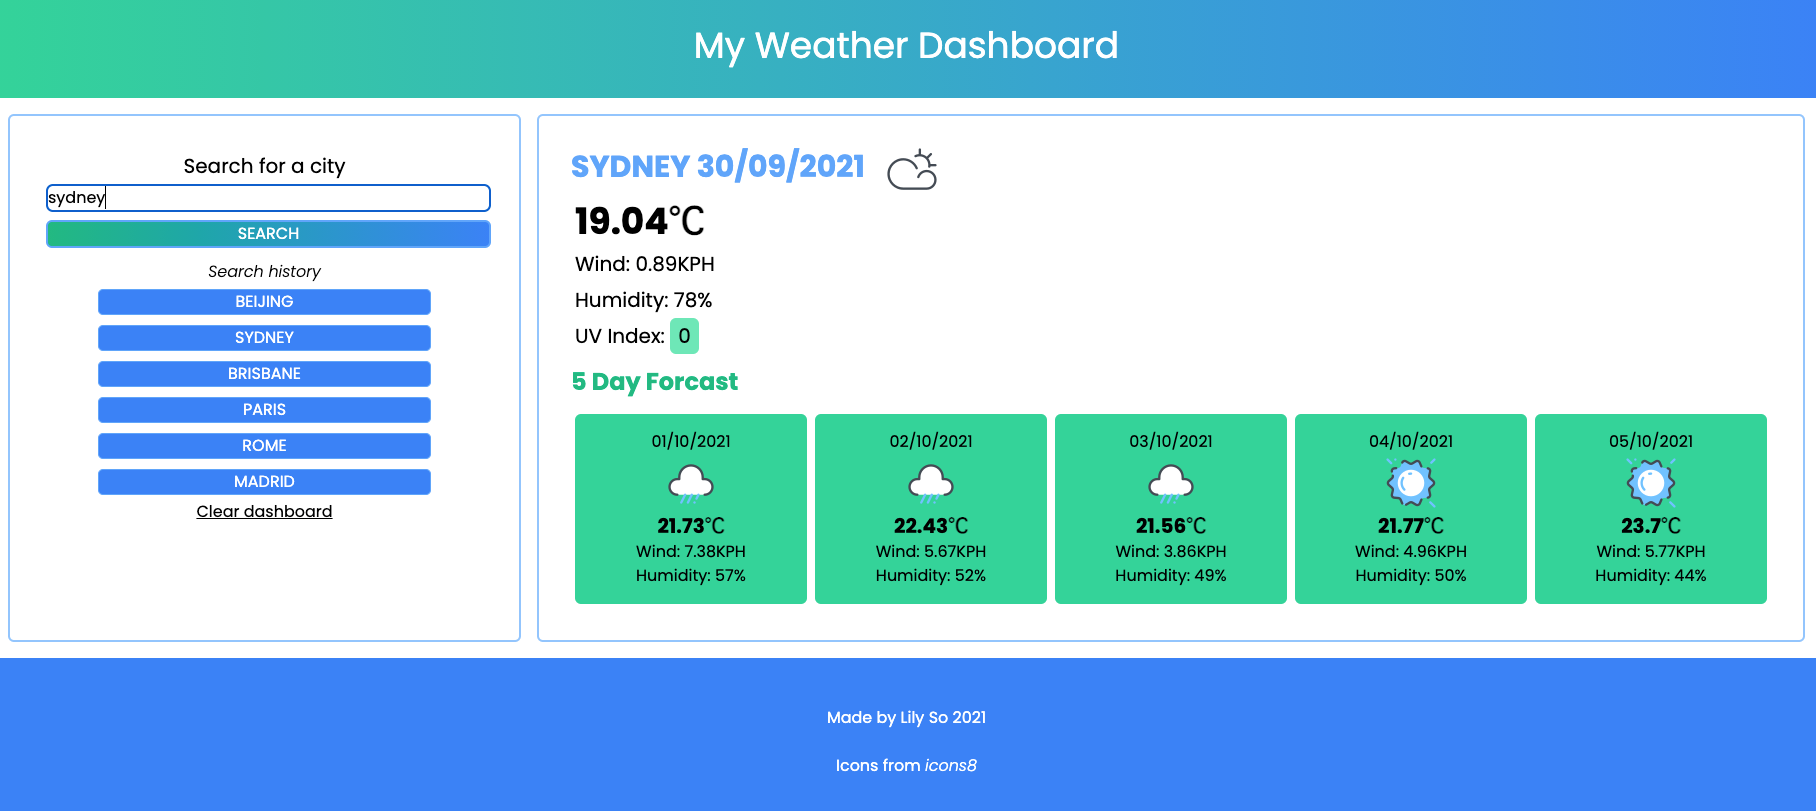 My Weather Dashboard
Search for a city
sydney
SEARCH
Search history
BEIJING
SYDNEY
BRISBANE
PARIS
ROME
MADRID
Clear dashboard
SYDNEY 30/09/2021
19.04°C
Wind: 0.89KPH
Humidity: 78%
UV Index: 0
5 Day Forcast
01/10/2021
21.73°C
Wind: 7.38KPH
Humidity: 57%
02/10/2021
22.43°C
Wind: 5.67KPH
Humidity: 52%
03/10/2021
21.56°C
Wind: 3.86KPH
Humidity: 49%
04/10/2021
21.77°C
Wind: 4.96KPH
Humidity: 50%
05/10/2021
23.7°C
Wind: 5.77KPH
Humidity: 44%
Made by Lily So 2021
Icons from icons8